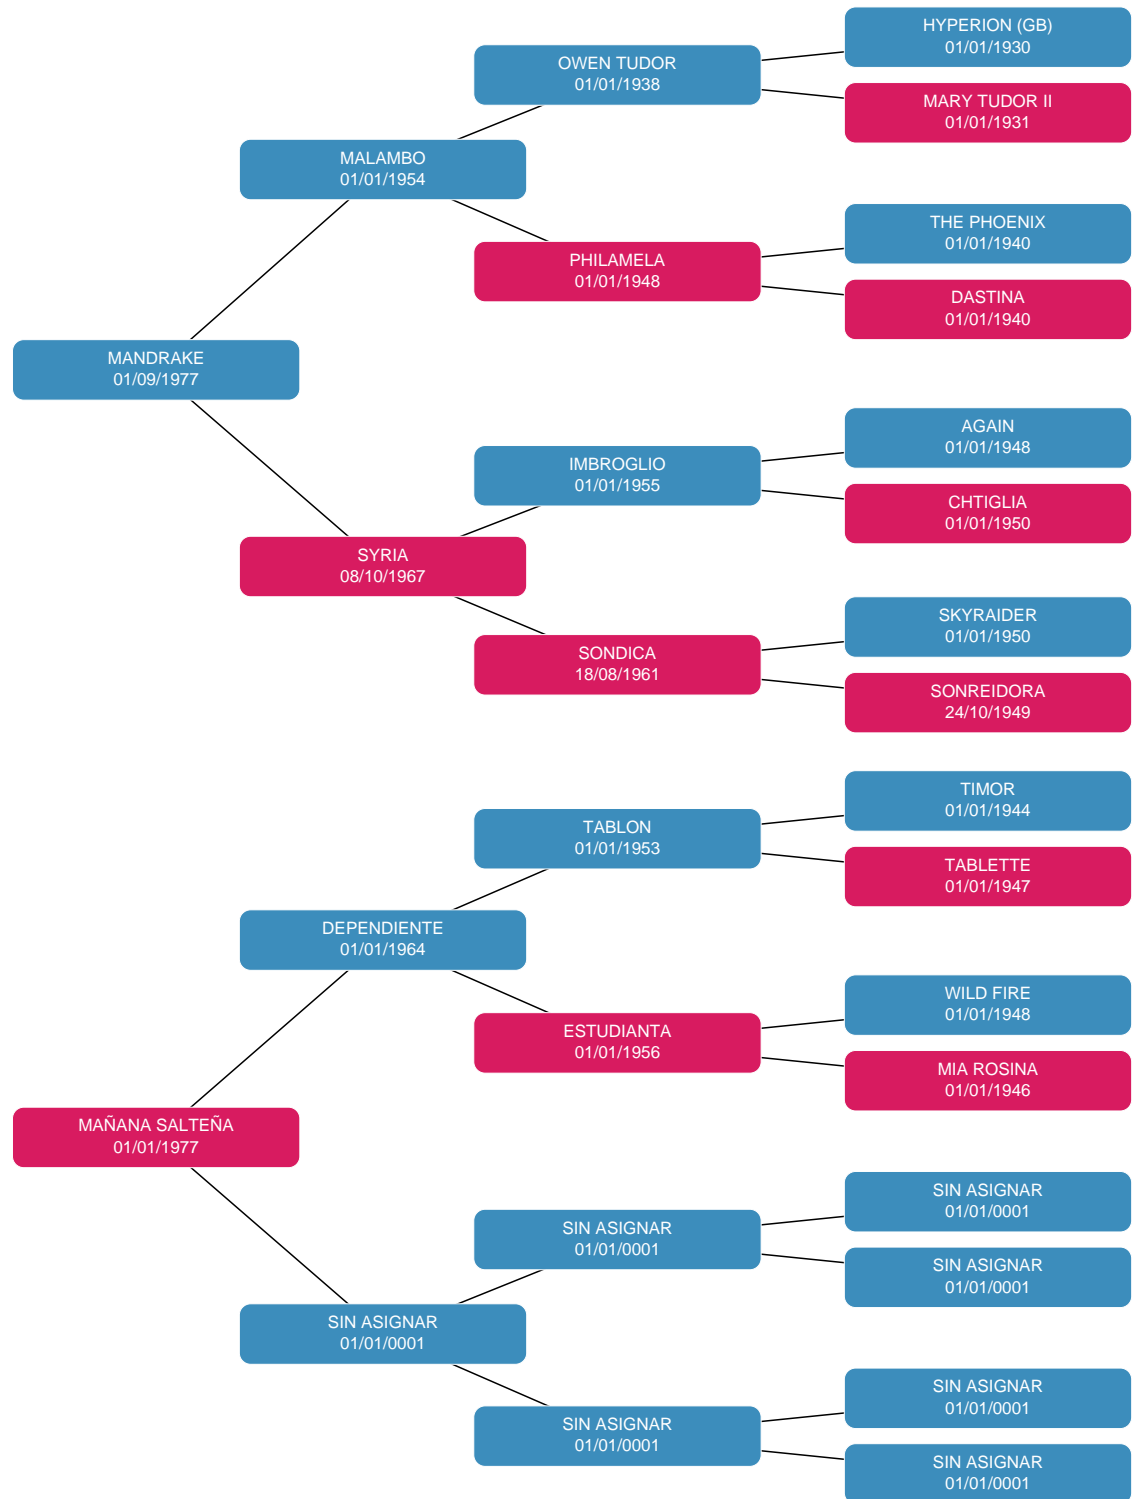 HYPERION (GB)
01/01/1930
OWEN TUDOR
01/01/1938
MARY TUDOR II
01/01/1931
MALAMBO
01/01/1954
THE PHOENIX
01/01/1940
PHILAMELA
01/01/1948
DASTINA
01/01/1940
MANDRAKE
01/09/1977
AGAIN
01/01/1948
IMBROGLIO
01/01/1955
CHTIGLIA
01/01/1950
SYRIA
08/10/1967
SKYRAIDER
01/01/1950
SONDICA
18/08/1961
SONREIDORA
24/10/1949
TIMOR
01/01/1944
TABLON
01/01/1953
TABLETTE
01/01/1947
DEPENDIENTE
01/01/1964
WILD FIRE
01/01/1948
ESTUDIANTA
01/01/1956
MIA ROSINA
01/01/1946
MAÑANA SALTEÑA
01/01/1977
SIN ASIGNAR
01/01/0001
SIN ASIGNAR
01/01/0001
SIN ASIGNAR
01/01/0001
SIN ASIGNAR
01/01/0001
SIN ASIGNAR
01/01/0001
SIN ASIGNAR
01/01/0001
SIN ASIGNAR
01/01/0001